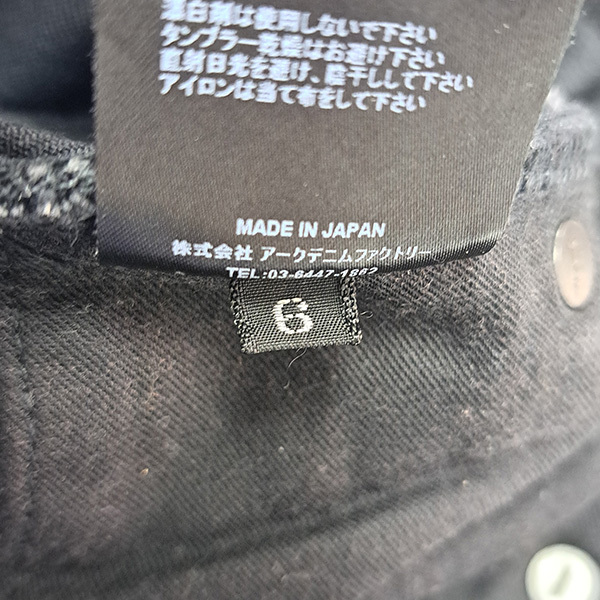 漂白剤は使用しないで下さい
タンブラー乾燥はお避け下さい
直射日光を避け、陰干しして下さい
アイロンは当て布をして下さい
MADE IN JAPAN
株式会社 アークデニムファクトリー
TEL:03-6447-1862
6